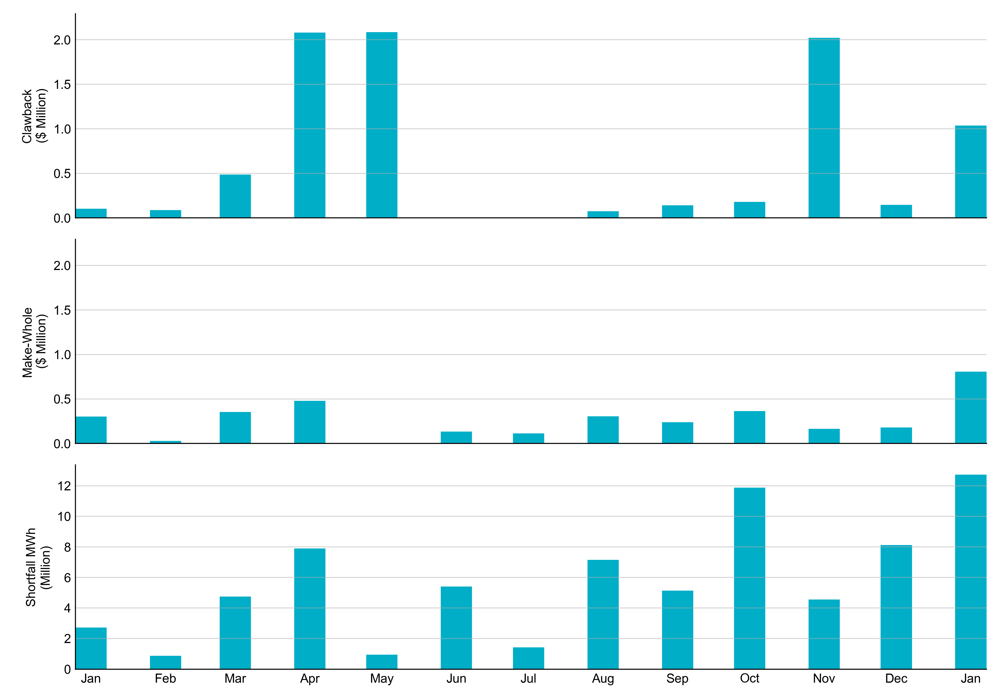 Clawback
($ Million)
2.0
1.5
1.0
0.5
0.0
Make-Whole
($ Million)
2.0
1.5
1.0
0.5
0.0
Shortfall MWh
(Million)
12
10
8
6
4
2
0
Jan Feb Mar Apr May Jun Jul Aug Sep Oct Nov Dec Jan